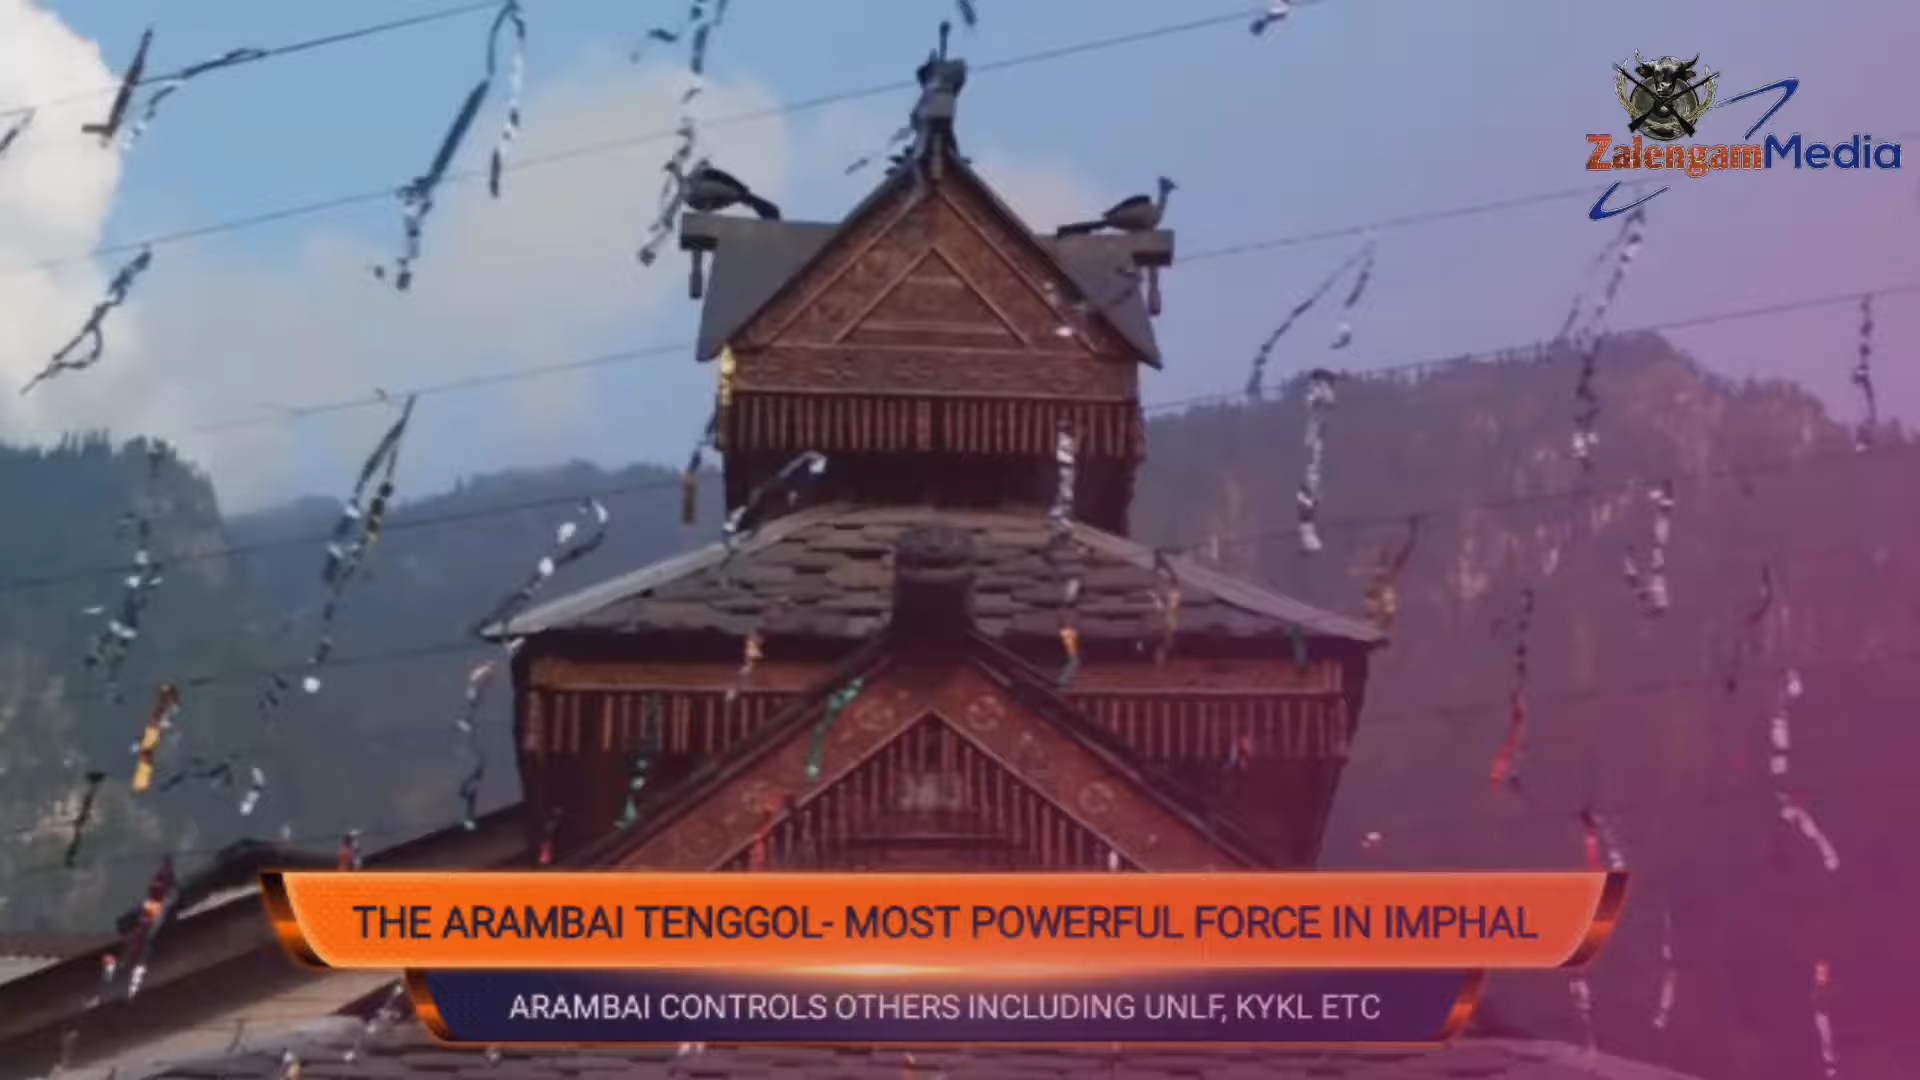 ZalengamMedia
THE ARAMBAI TENGGOL- MOST POWERFUL FORCE IN IMPHAL
ARAMBAI CONTROLS OTHERS INCLUDING UNLF, KYKL ETC